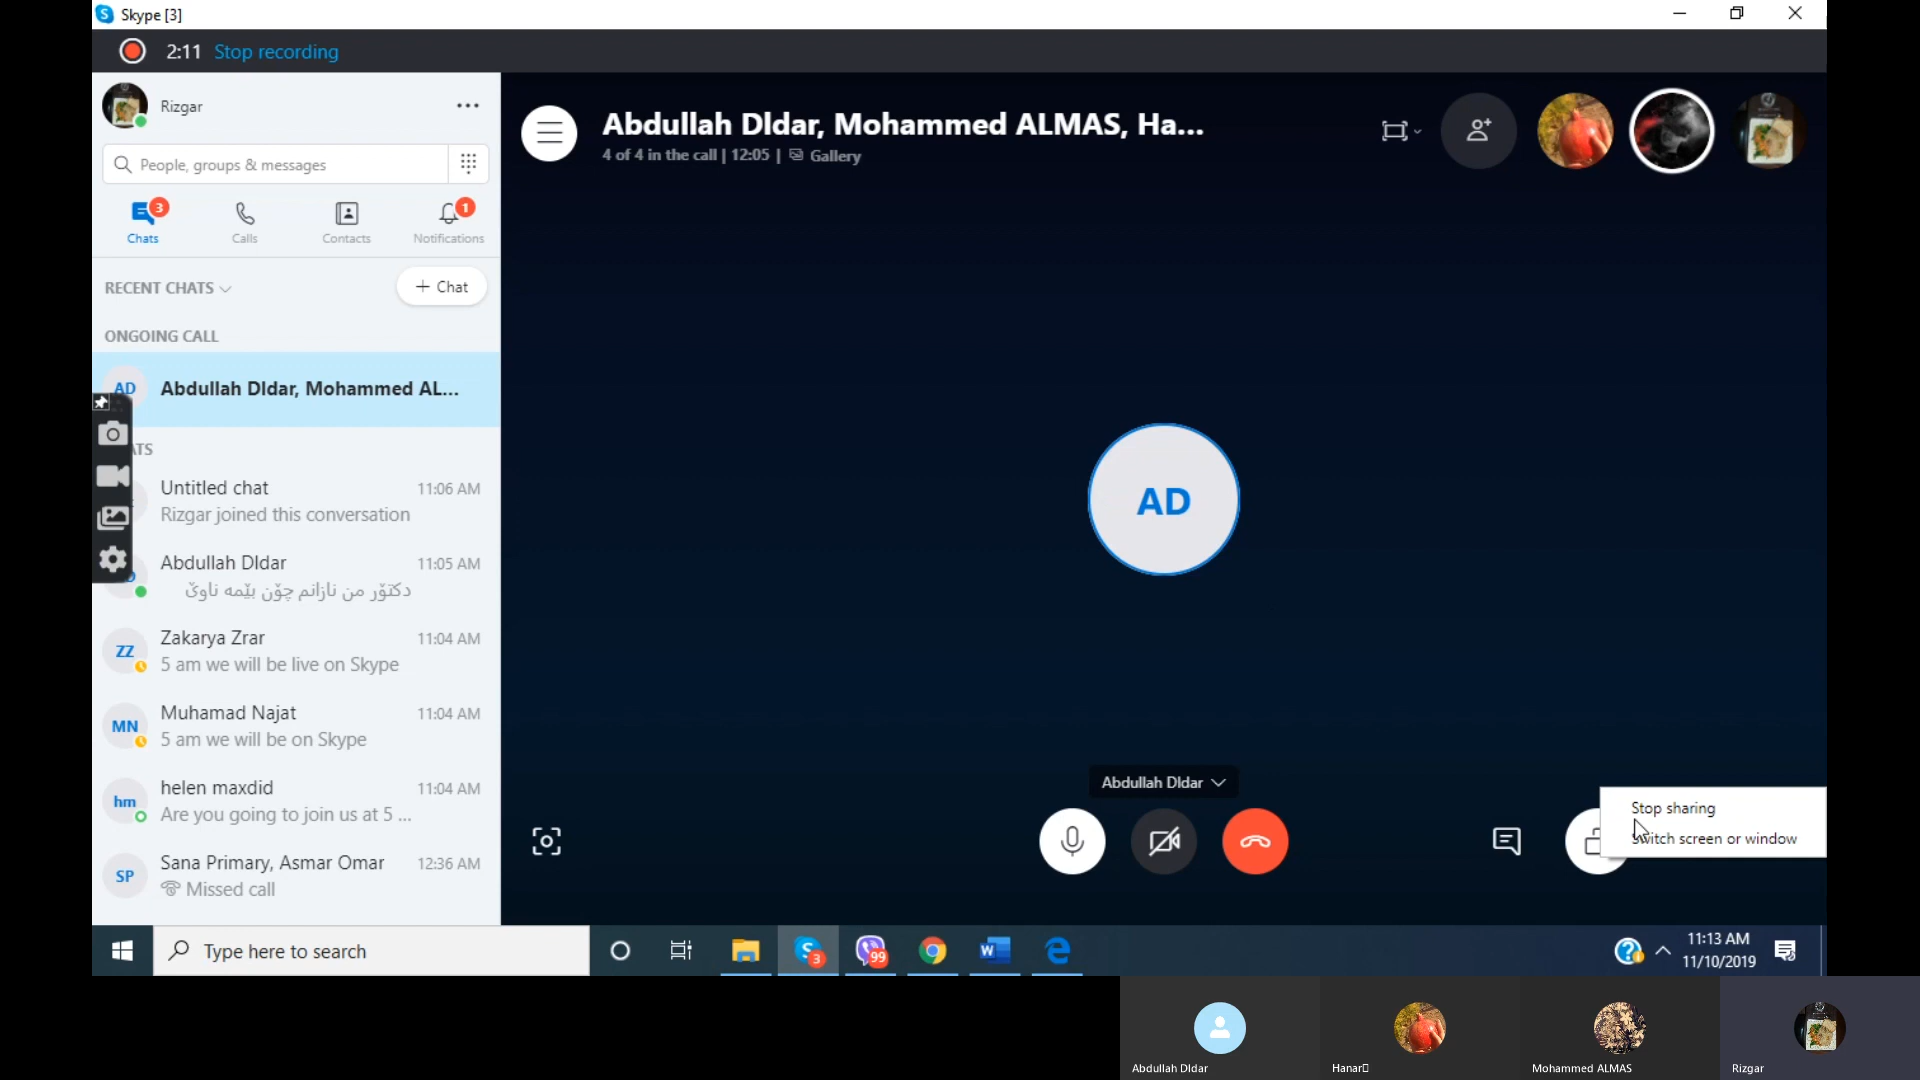 Skype [3]
2:11 Stop recording
Rizgar
People, groups & messages
3
1
Chats
Calls
Contacts
Notifications
RECENT CHATS
+ Chat
ONGOING CALL
AD
Abdullah Dldar, Mohammed AL...
ATS
Untitled chat 11:06 AM
Rizgar joined this conversation
Abdullah Dldar 11:05 AM
دكتۆر من نازانم چۆن بێمه ناوێ
ZZ
Zakarya Zrar 11:04 AM
5 am we will be live on Skype
MN
Muhamad Najat 11:04 AM
5 am we will be on Skype
hm
helen maxdid 11:04 AM
Are you going to join us at 5 ...
SP
Sana Primary, Asmar Omar 12:36 AM
Missed call
Abdullah Dldar, Mohammed ALMAS, Ha...
4 of 4 in the call | 12:05 | Gallery
AD
Abdullah Dldar
Stop sharing
Switch screen or window
Type here to search
3
99
11:13 AM
11/10/2019
Abdullah Dldar
Hanar
Mohammed ALMAS
Rizgar